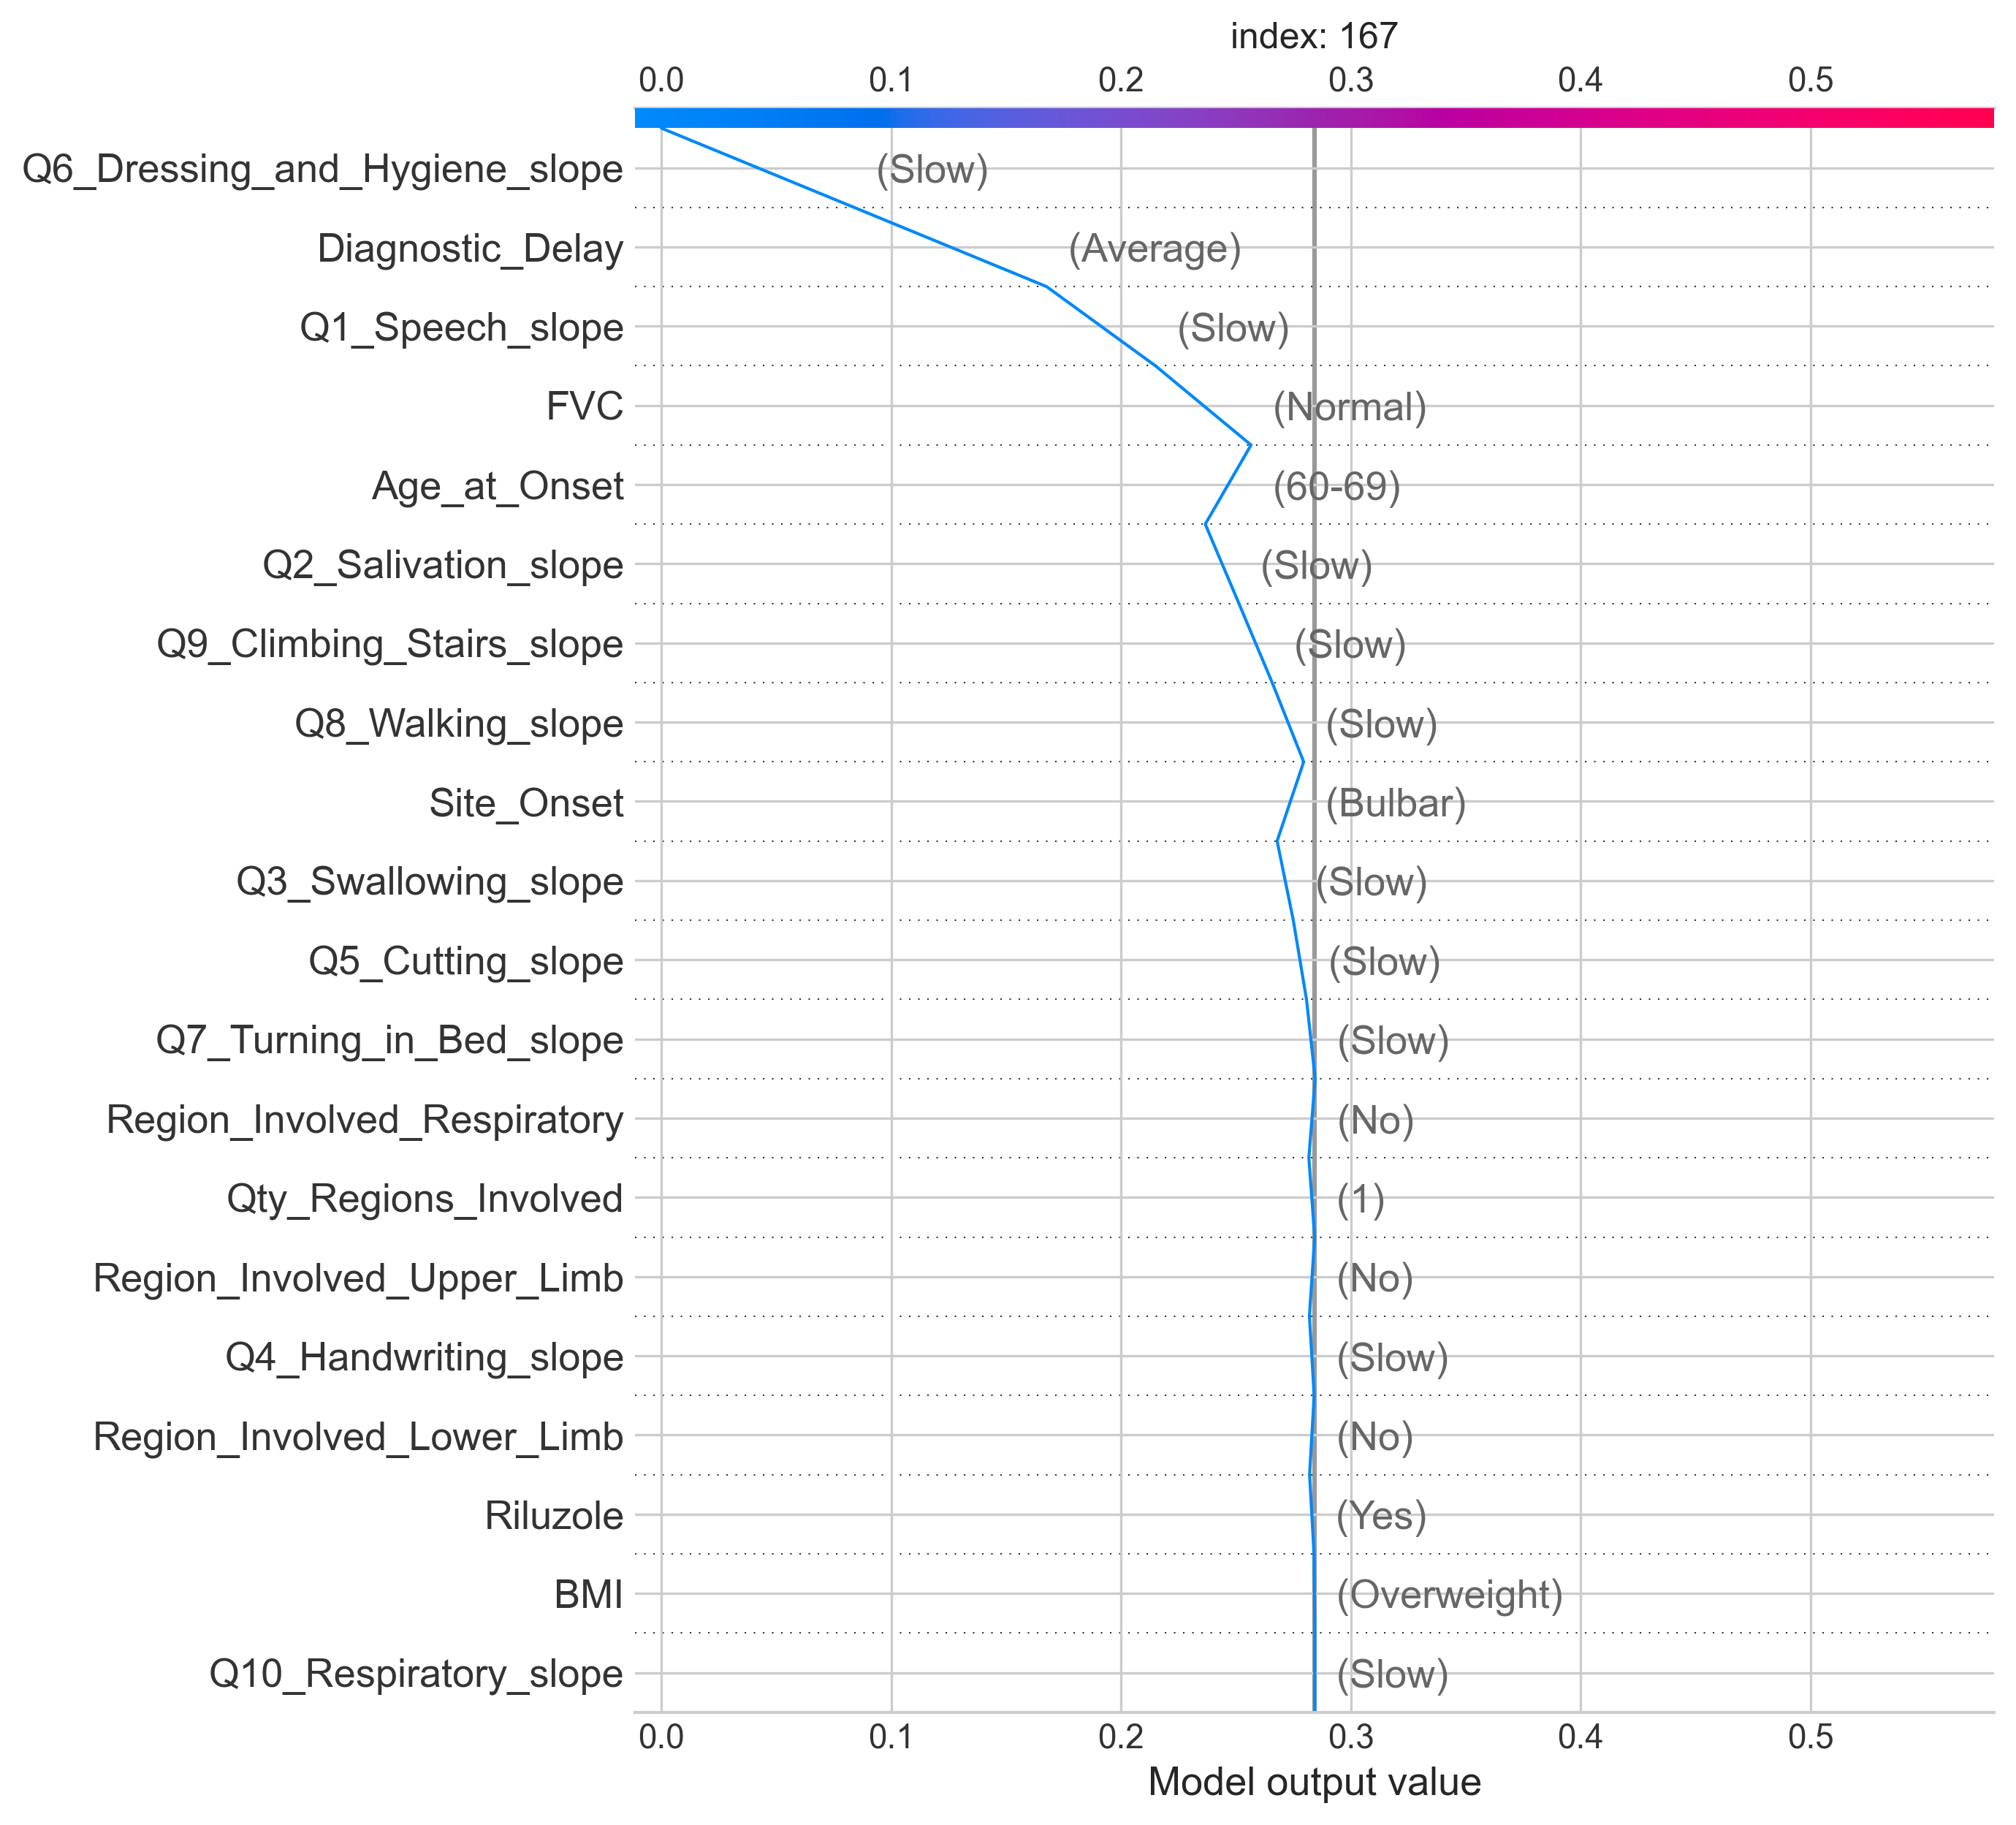 index: 167
0.0 0.1 0.2 0.3 0.4 0.5
Q6_Dressing_and_Hygiene_slope (Slow)
Diagnostic_Delay (Average)
Q1_Speech_slope (Slow)
FVC (Normal)
Age_at_Onset (60-69)
Q2_Salivation_slope (Slow)
Q9_Climbing_Stairs_slope (Slow)
Q8_Walking_slope (Slow)
Site_Onset (Bulbar)
Q3_Swallowing_slope (Slow)
Q5_Cutting_slope (Slow)
Q7_Turning_in_Bed_slope (Slow)
Region_Involved_Respiratory (No)
Qty_Regions_Involved (1)
Region_Involved_Upper_Limb (No)
Q4_Handwriting_slope (Slow)
Region_Involved_Lower_Limb (No)
Riluzole (Yes)
BMI (Overweight)
Q10_Respiratory_slope (Slow)
0.0 0.1 0.2 0.3 0.4 0.5
Model output value